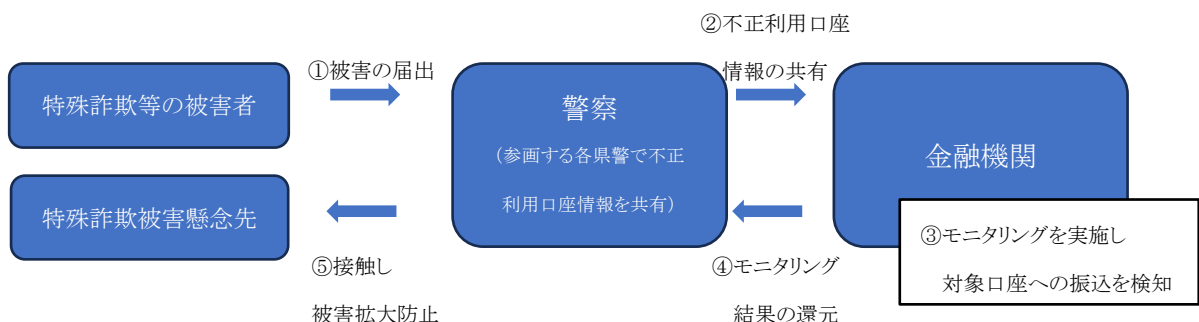 ②不正利用口座
情報の共有
①被害の届出
特殊詐欺等の被害者
警察
(参画する各県警で不正
利用口座情報を共有)
金融機関
特殊詐欺被害懸念先
③モニタリングを実施し
対象口座への振込を検知
⑤接触し
被害拡大防止
④モニタリング
結果の還元